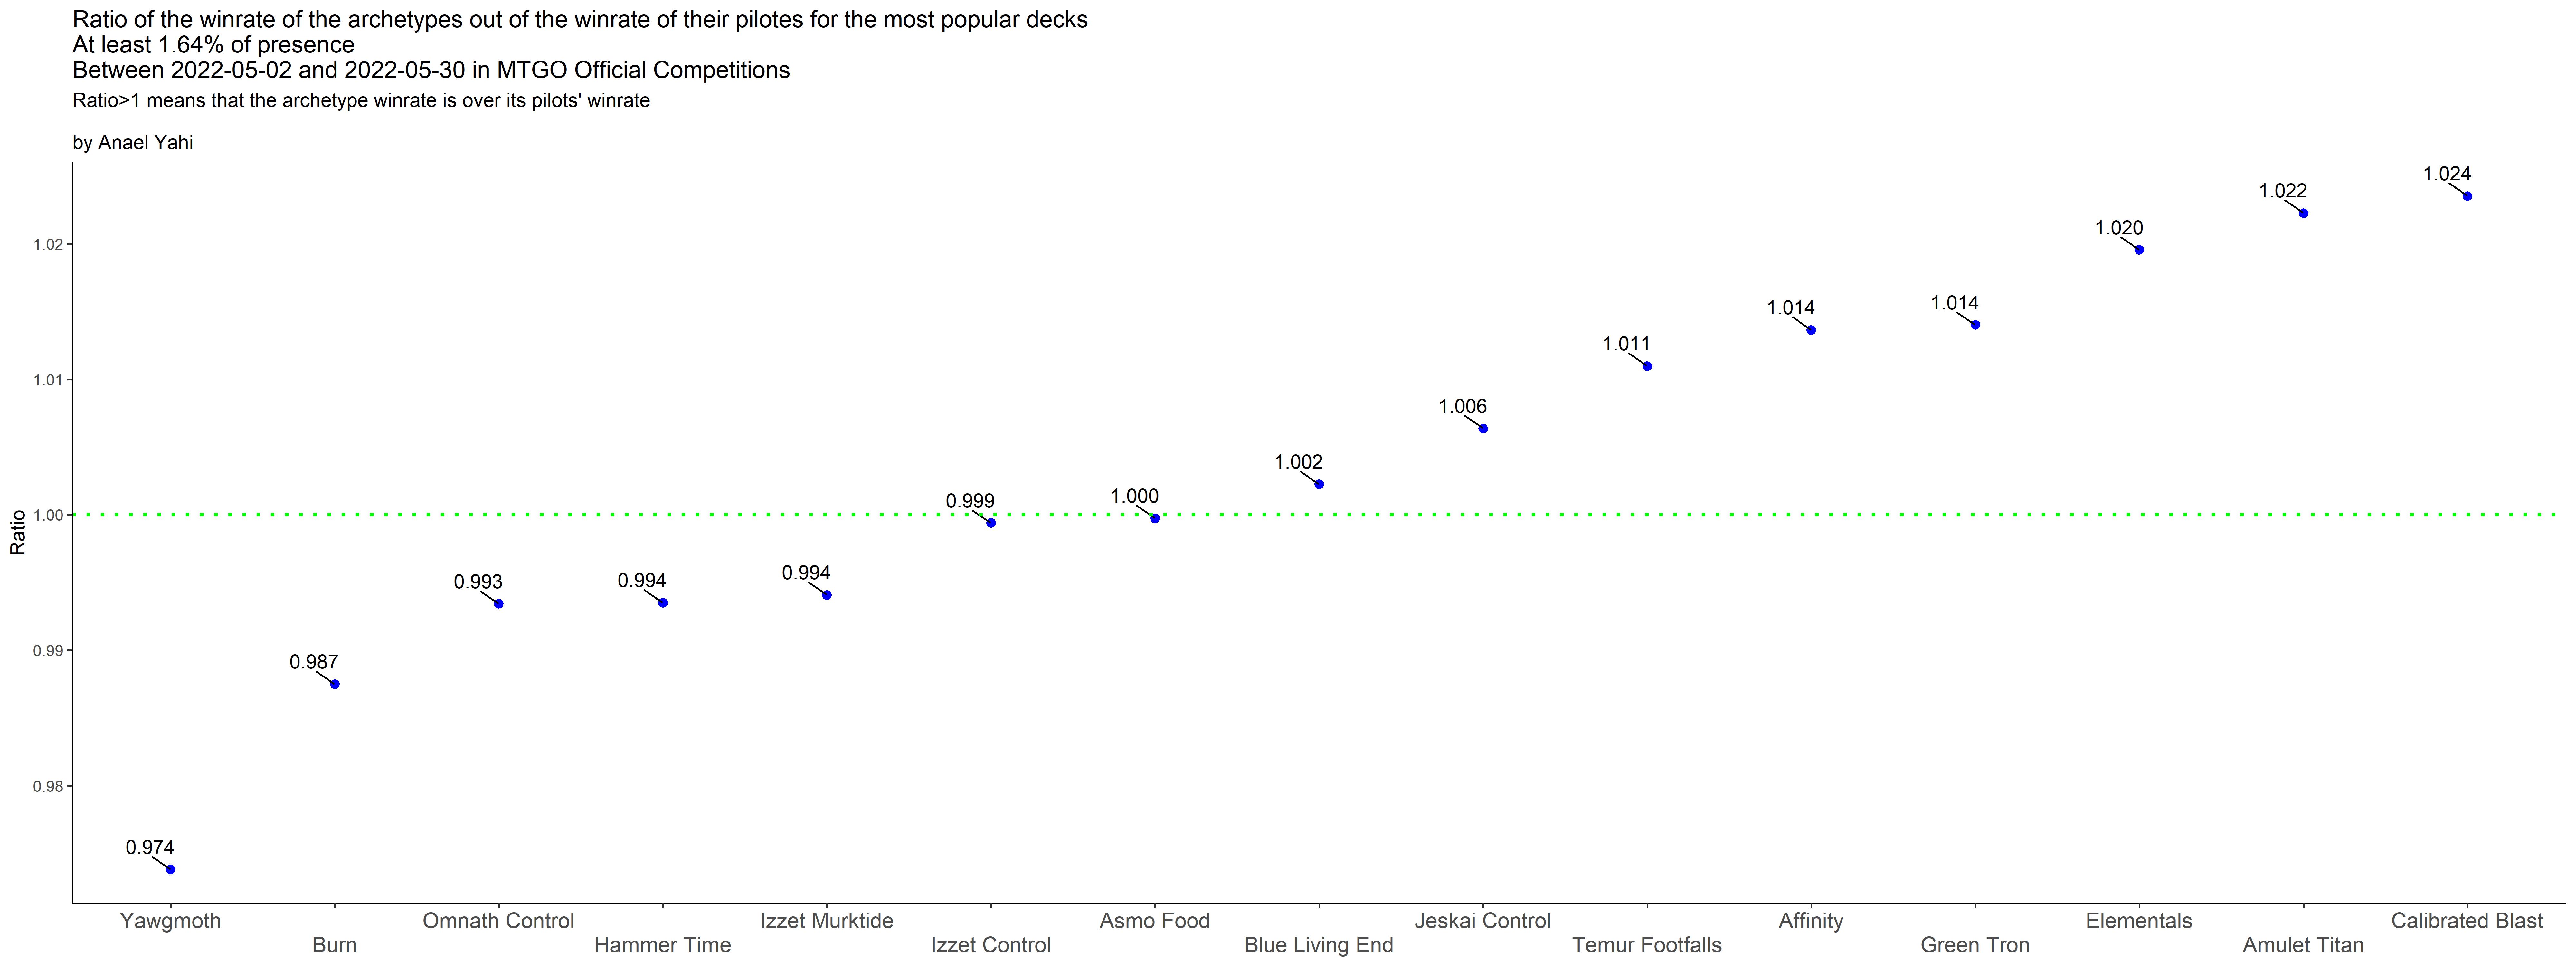 Ratio of the winrate of the archetypes out of the winrate of their pilotes for the most popular decks
At least 1.64% of presence
Between 2022-05-02 and 2022-05-30 in MTGO Official Competitions
Ratio>1 means that the archetype winrate is over its pilots' winrate
by Anael Yahi
Ratio
1.02
1.01
1.00
0.99
0.98
0.974
0.987
0.993
0.994
0.994
0.999
1.000
1.002
1.006
1.011
1.014
1.014
1.020
1.022
1.024
Yawgmoth
Burn
Omnath Control
Hammer Time
Izzet Murktide
Izzet Control
Asmo Food
Blue Living End
Jeskai Control
Temur Footfalls
Affinity
Green Tron
Elementals
Amulet Titan
Calibrated Blast